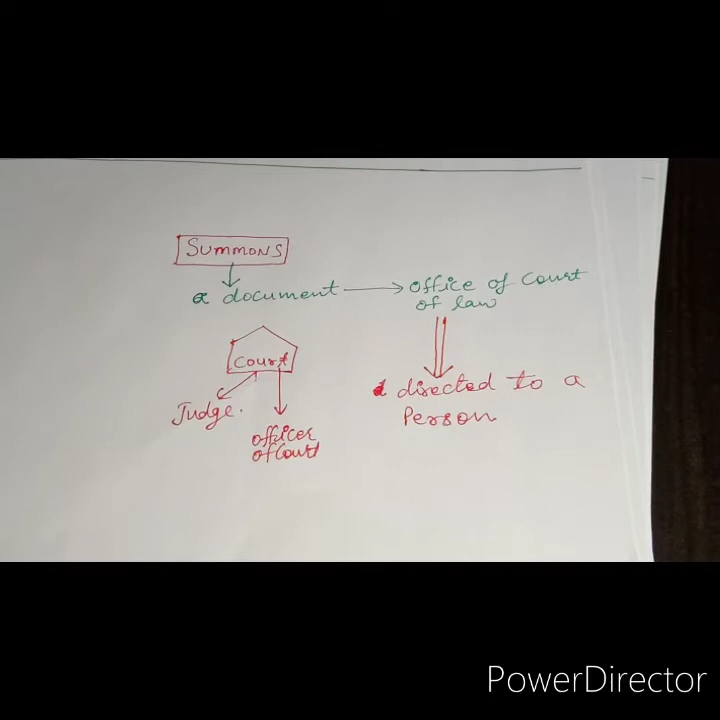 SUMMONS
a document → office of court
of law
Court
directed to a
Person
Judge.
officer
of Court
PowerDirector